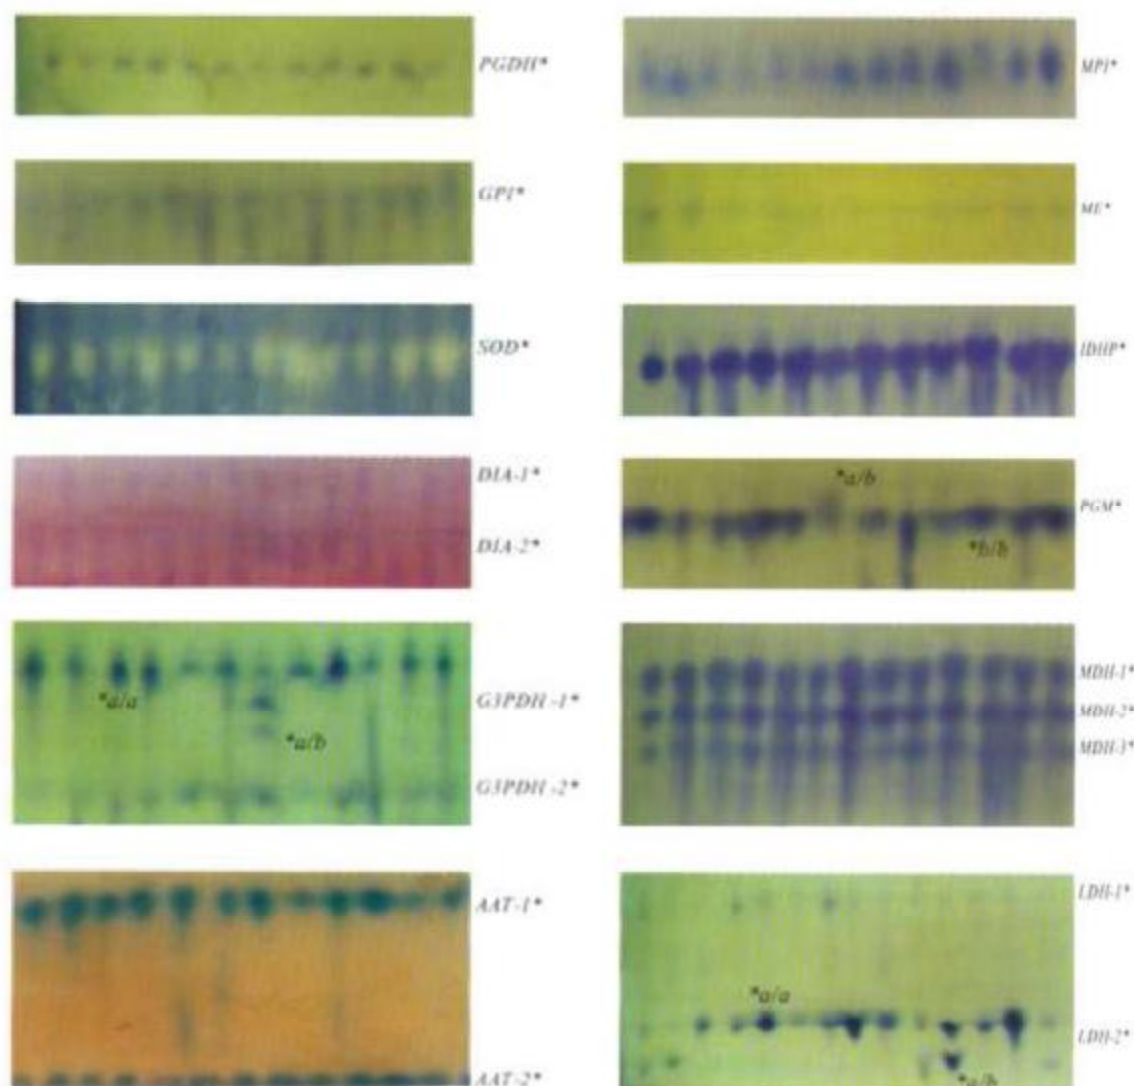 PGDH*
GPI*
SOD*
DIA-1*
DIA-2*
*a/a
G3PDH-1*
*a/b
G3PDH-2*
AAT-1*
AAT-2*
MPI*
ME*
IDHP*
*a/b
PGM*
*b/b
MDH-1*
MDH-2*
MDH-3*
LDH-1*
*a/a
LDH-2*
*a/b